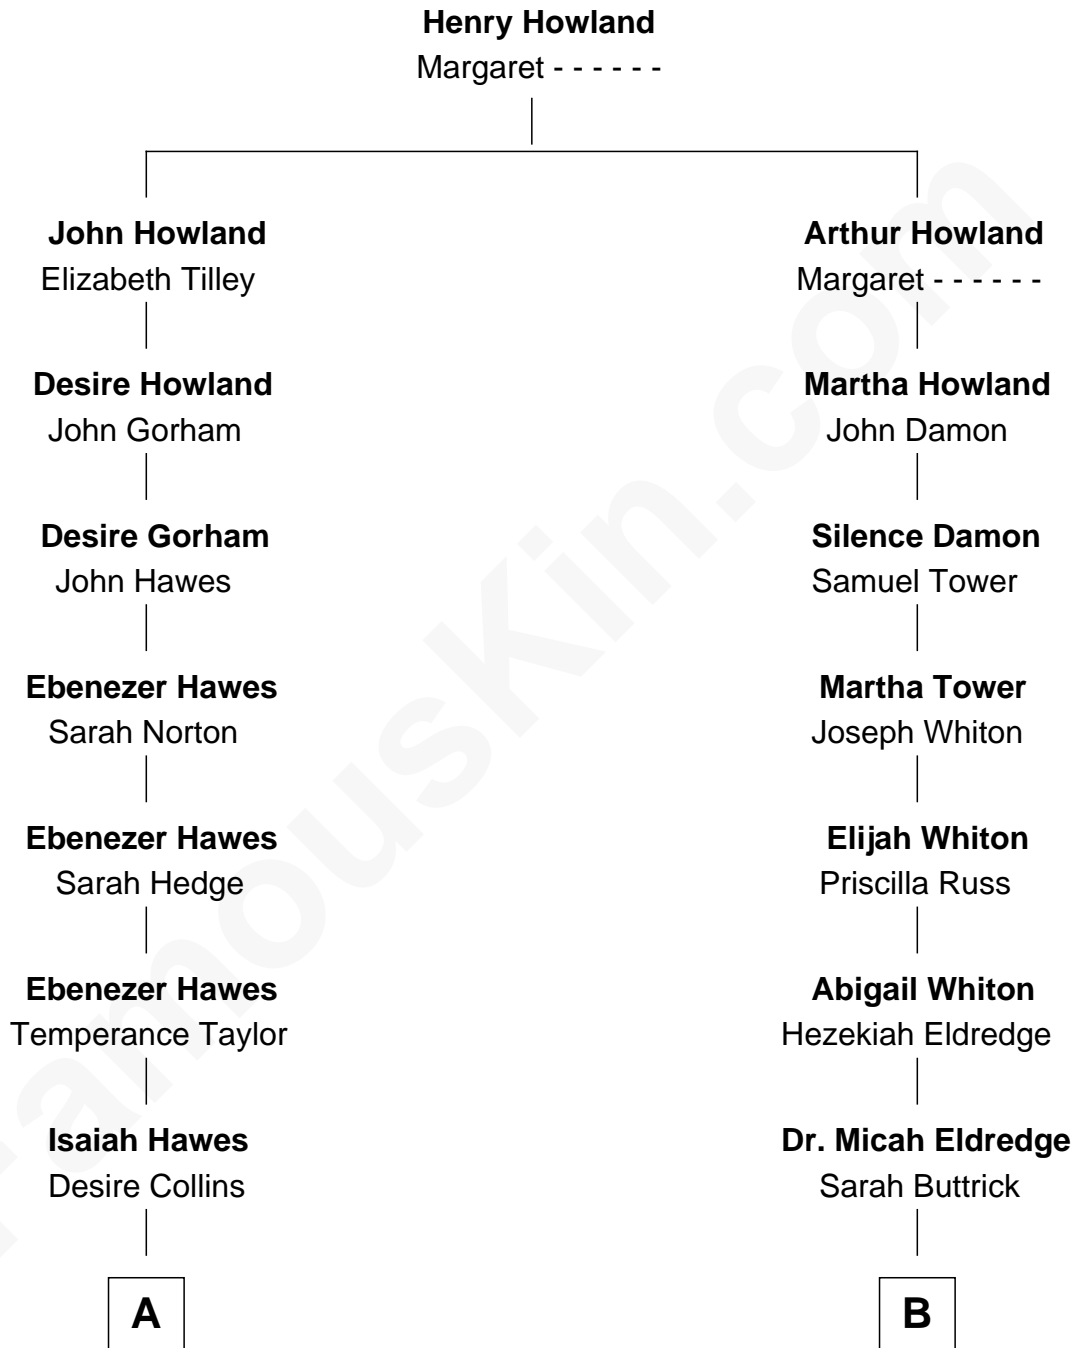 Henry Howland
Margaret - - - - - -
John Howland
Elizabeth Tilley
Arthur Howland
Margaret - - - - - -
Desire Howland
John Gorham
Martha Howland
John Damon
Desire Gorham
John Hawes
Silence Damon
Samuel Tower
Ebenezer Hawes
Sarah Norton
Martha Tower
Joseph Whiton
Ebenezer Hawes
Sarah Hedge
Elijah Whiton
Priscilla Russ
Ebenezer Hawes
Temperance Taylor
Abigail Whiton
Hezekiah Eldredge
Isaiah Hawes
Desire Collins
Dr. Micah Eldredge
Sarah Buttrick
A
B
FamousKin.com